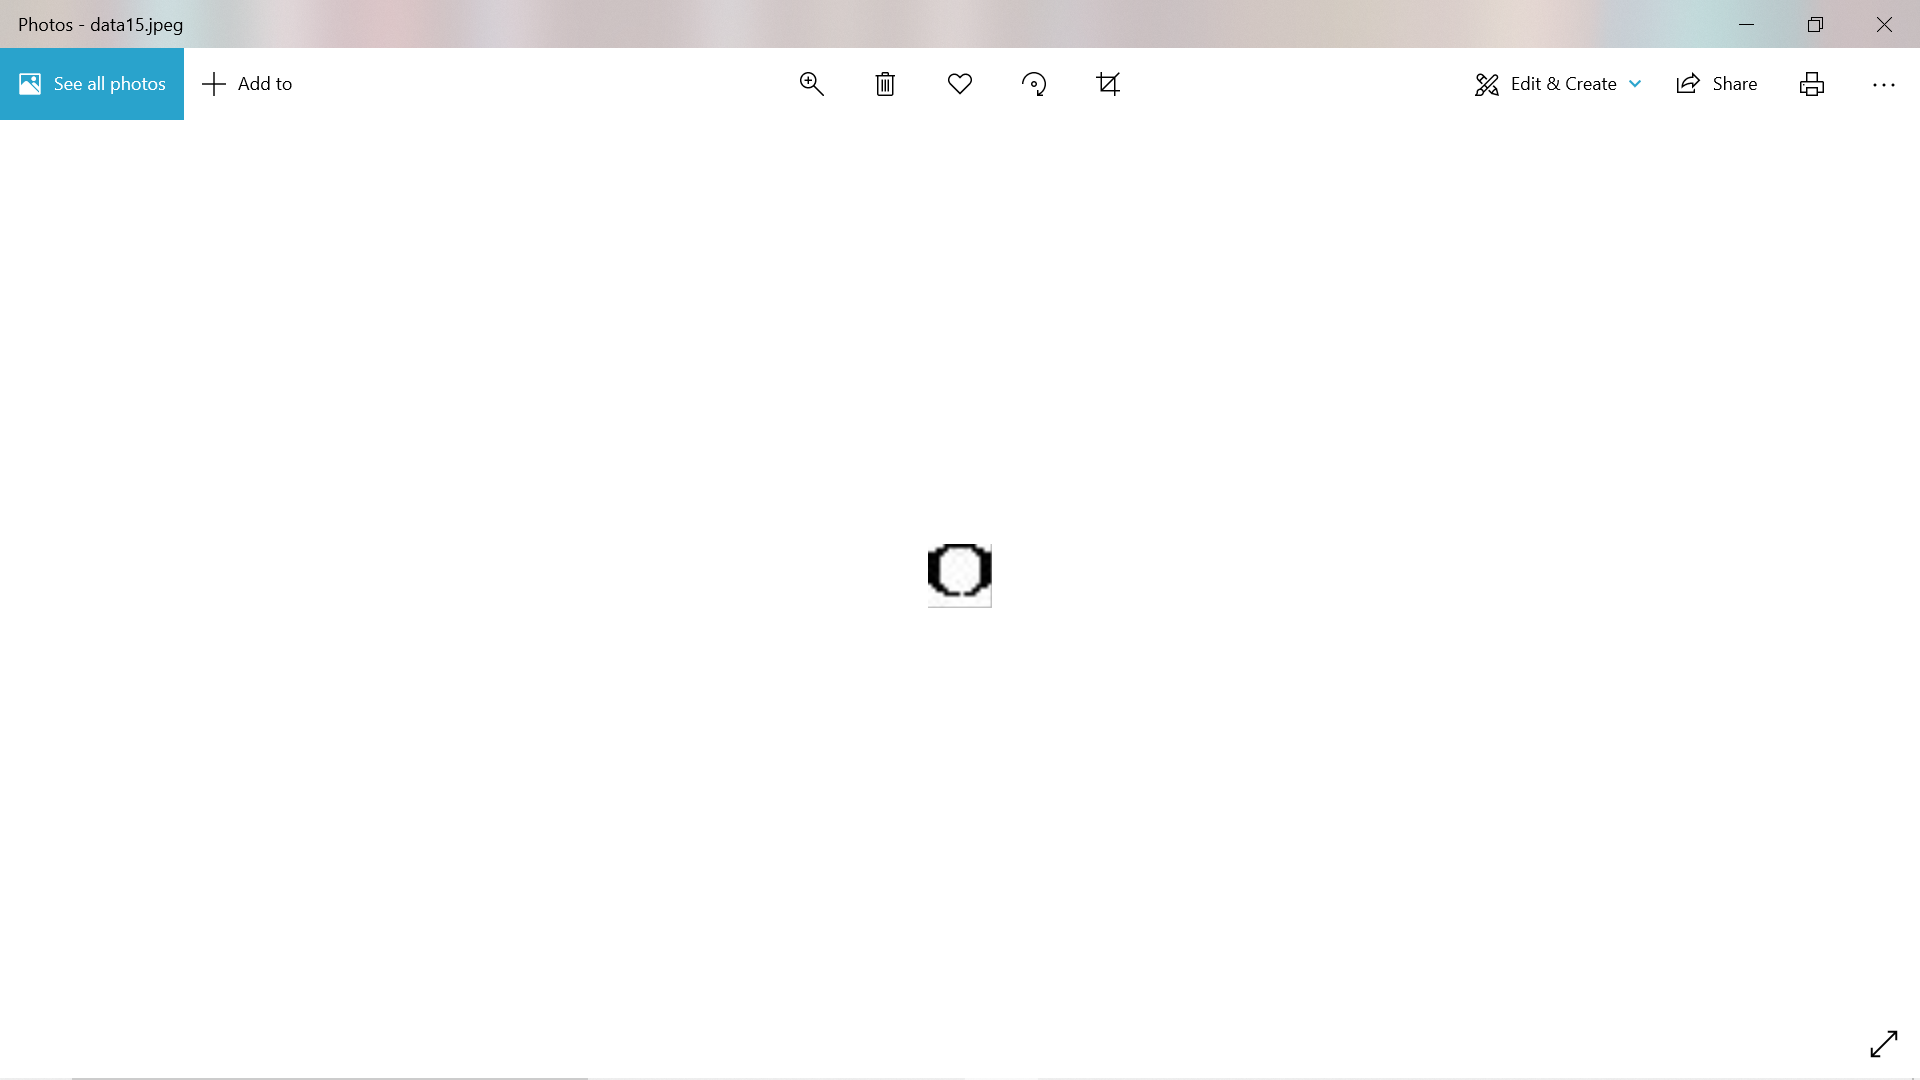 Photos - data15.jpeg
See all photos
Add to
Edit & Create
Share